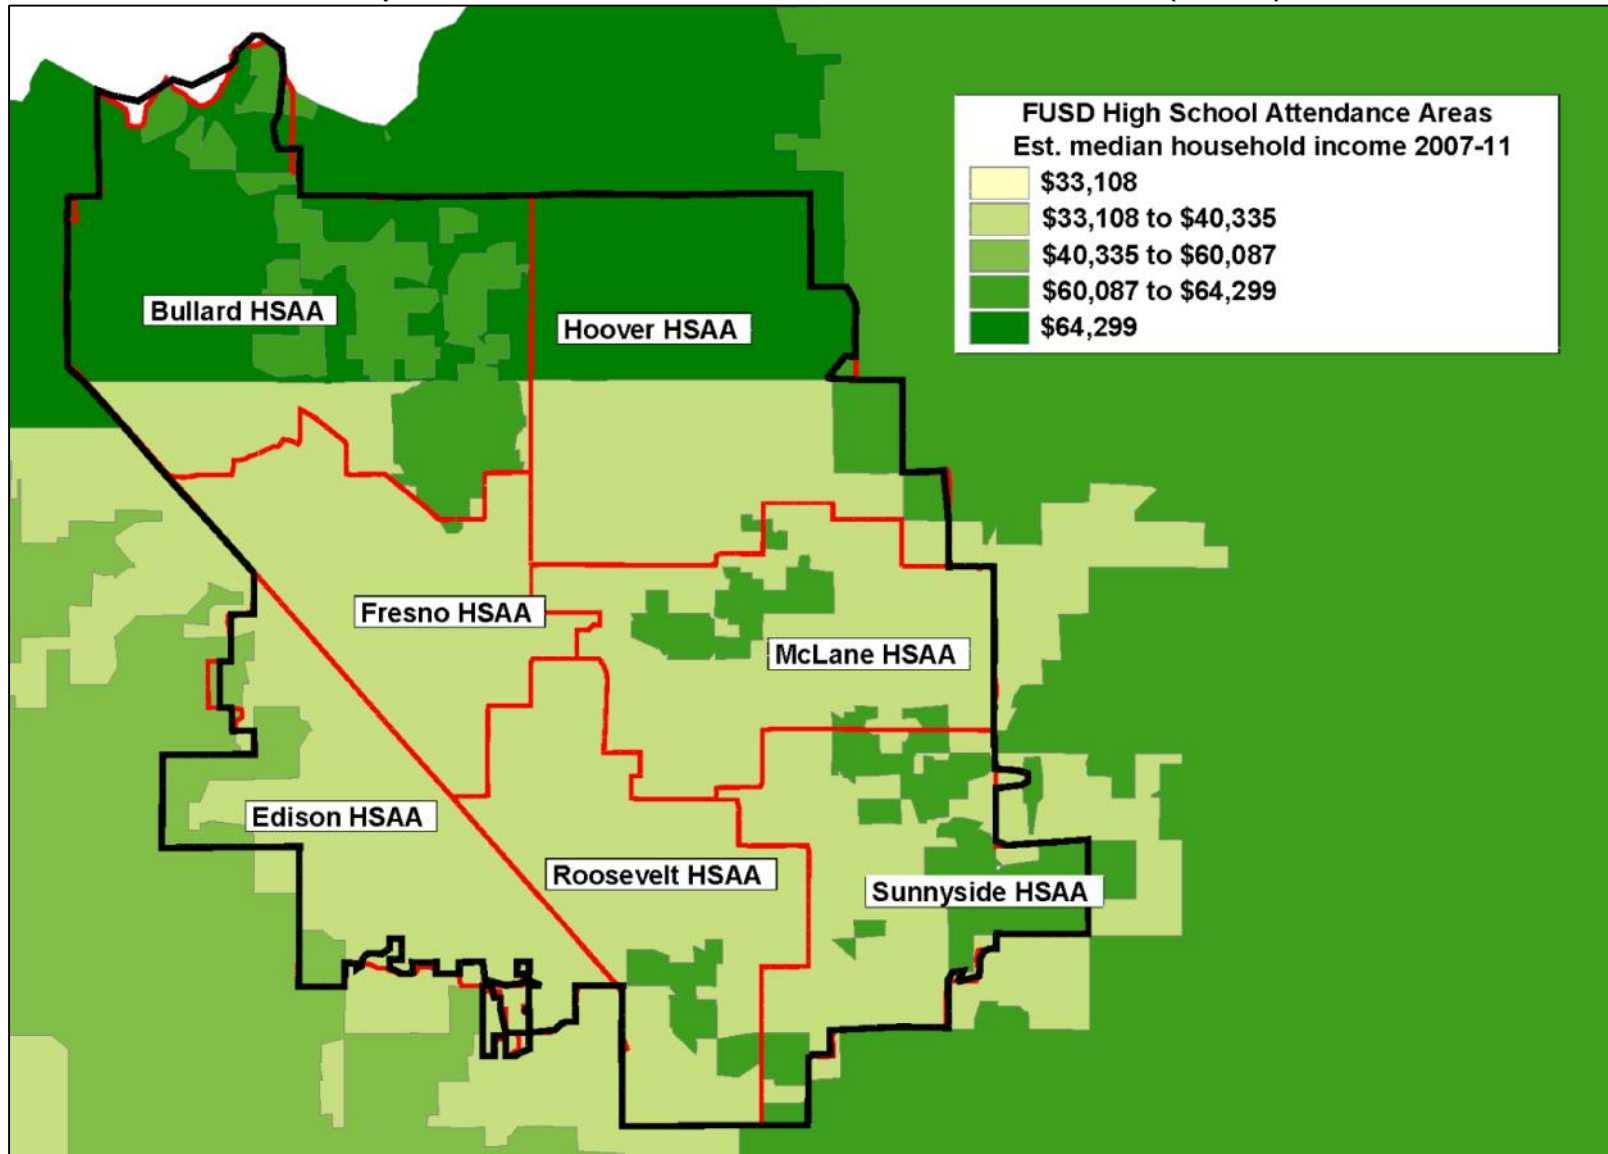 FUSD High School Attendance Areas
Est. median household income 2007-11
$33,108
$33,108 to $40,335
$40,335 to $60,087
$60,087 to $64,299
$64,299
Bullard HSAA
Hoover HSAA
Fresno HSAA
McLane HSAA
Edison HSAA
Roosevelt HSAA
Sunnyside HSAA